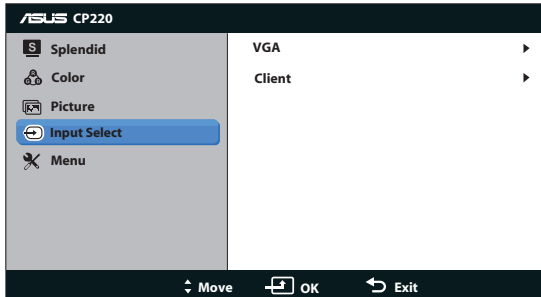 ASUS CP220
S Splendid
Color
Picture
Input Select
Menu
VGA
Client
Move OK Exit